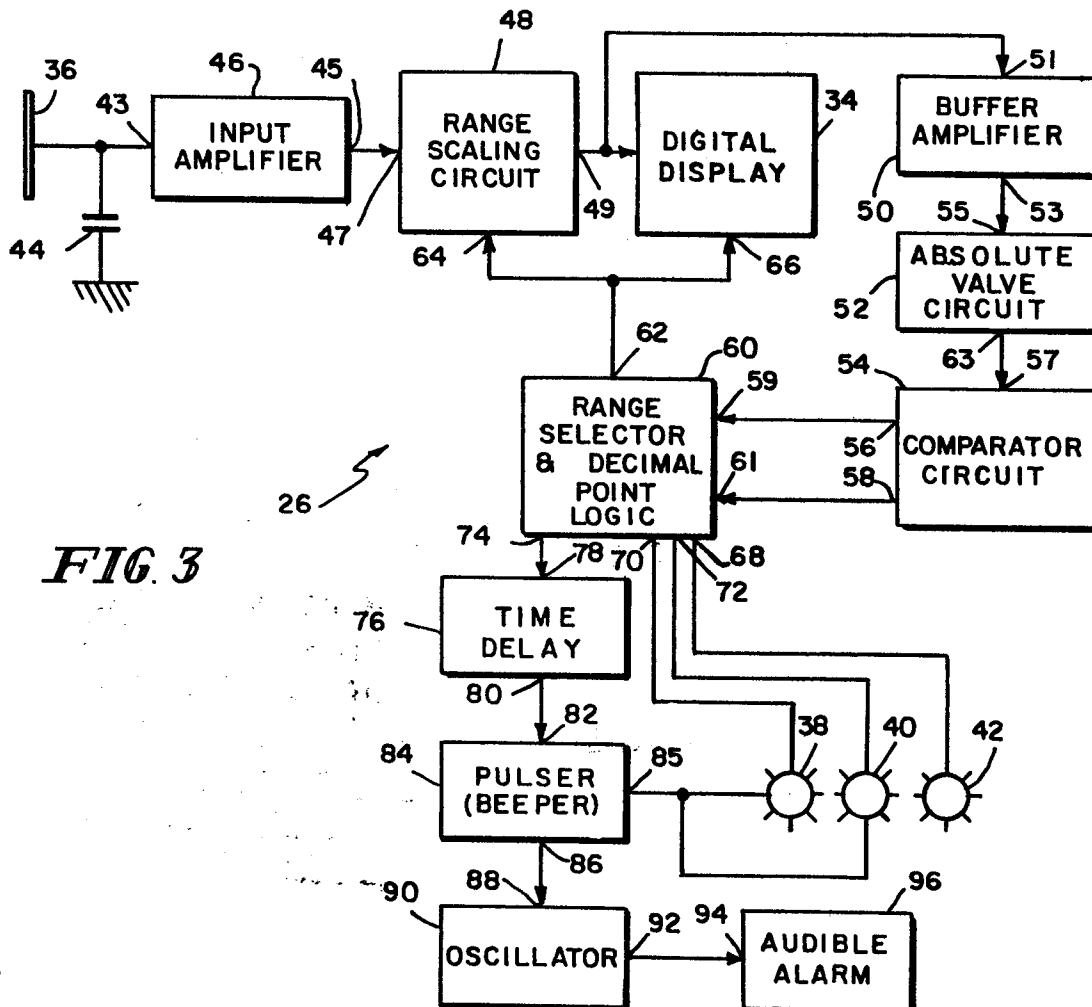 48
36
46
45
51
43
INPUT
AMPLIFIER
RANGE
SCALING
CIRCUIT
DIGITAL
DISPLAY
34
BUFFER
AMPLIFIER
44
47
49
50
53
64
66
55
ABSOLUTE
VALVE
CIRCUIT
52
62
60
63
57
54
59
RANGE
SELECTOR
& DECIMAL
POINT
LOGIC
56
COMPARATOR
CIRCUIT
61
58
26
74
78
70
68
72
FIG. 3
76
TIME
DELAY
80
82
38
40
42
84
PULSER
(BEEPER)
85
86
88
90
96
OSCILLATOR
92
94
AUDIBLE
ALARM